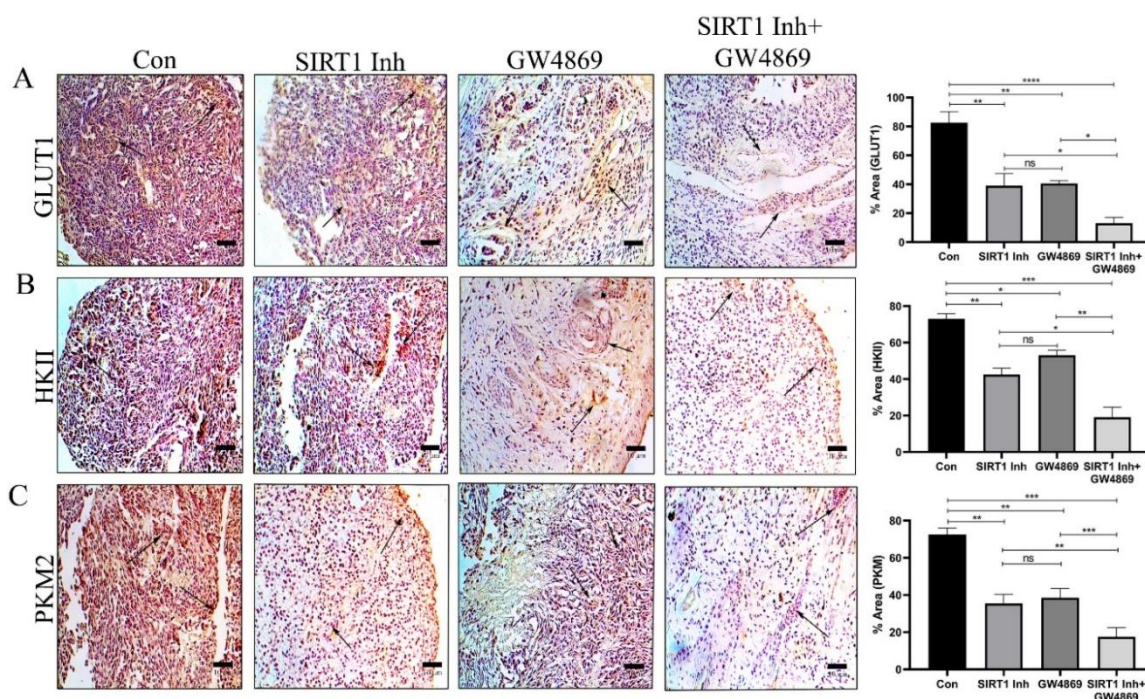 Con
SIRT1 Inh
GW4869
SIRT1 Inh+
GW4869
A
GLUT1
% Area (GLUT1)
100
80
60
40
20
0
****
**
**
*
*
ns
Con
SIRT1 Inh
GW4869
SIRT1 Inh+
GW4869
B
HKII
% Area (HKII)
80
60
40
20
0
***
*
**
**
*
ns
Con
SIRT1 Inh
GW4869
SIRT1 Inh+
GW4869
C
PKM2
% Area (PKM)
80
60
40
20
0
***
**
**
***
**
ns
Con
SIRT1 Inh
GW4869
SIRT1 Inh+
GW4869